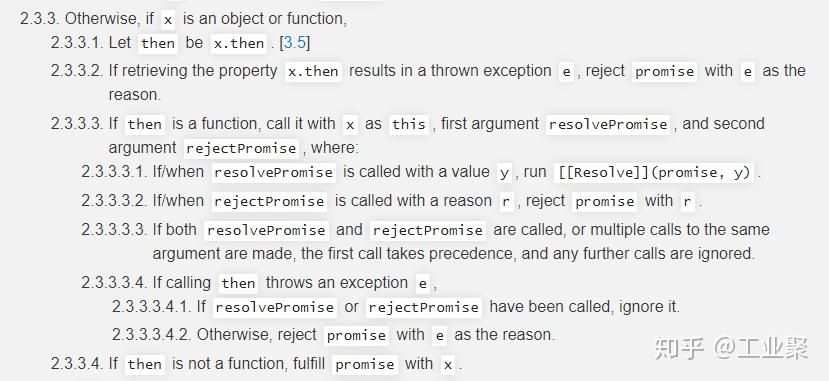 2.3.3. Otherwise, if x is an object or function,
2.3.3.1. Let then be x.then . [3.5]
2.3.3.2. If retrieving the property x.then results in a thrown exception e , reject promise with e as the
reason.
2.3.3.3. If then is a function, call it with x as this , first argument resolvePromise , and second
argument rejectPromise , where:
2.3.3.3.1. If/when resolvePromise is called with a value y , run [[Resolve]](promise, y) .
2.3.3.3.2. If/when rejectPromise is called with a reason r , reject promise with r .
2.3.3.3.3. If both resolvePromise and rejectPromise are called, or multiple calls to the same
argument are made, the first call takes precedence, and any further calls are ignored.
2.3.3.3.4. If calling then throws an exception e ,
2.3.3.3.4.1. If resolvePromise or rejectPromise have been called, ignore it.
2.3.3.3.4.2. Otherwise, reject promise with e as the reason.
2.3.3.4. If then is not a function, fulfill promise with x .
知乎 @工业聚